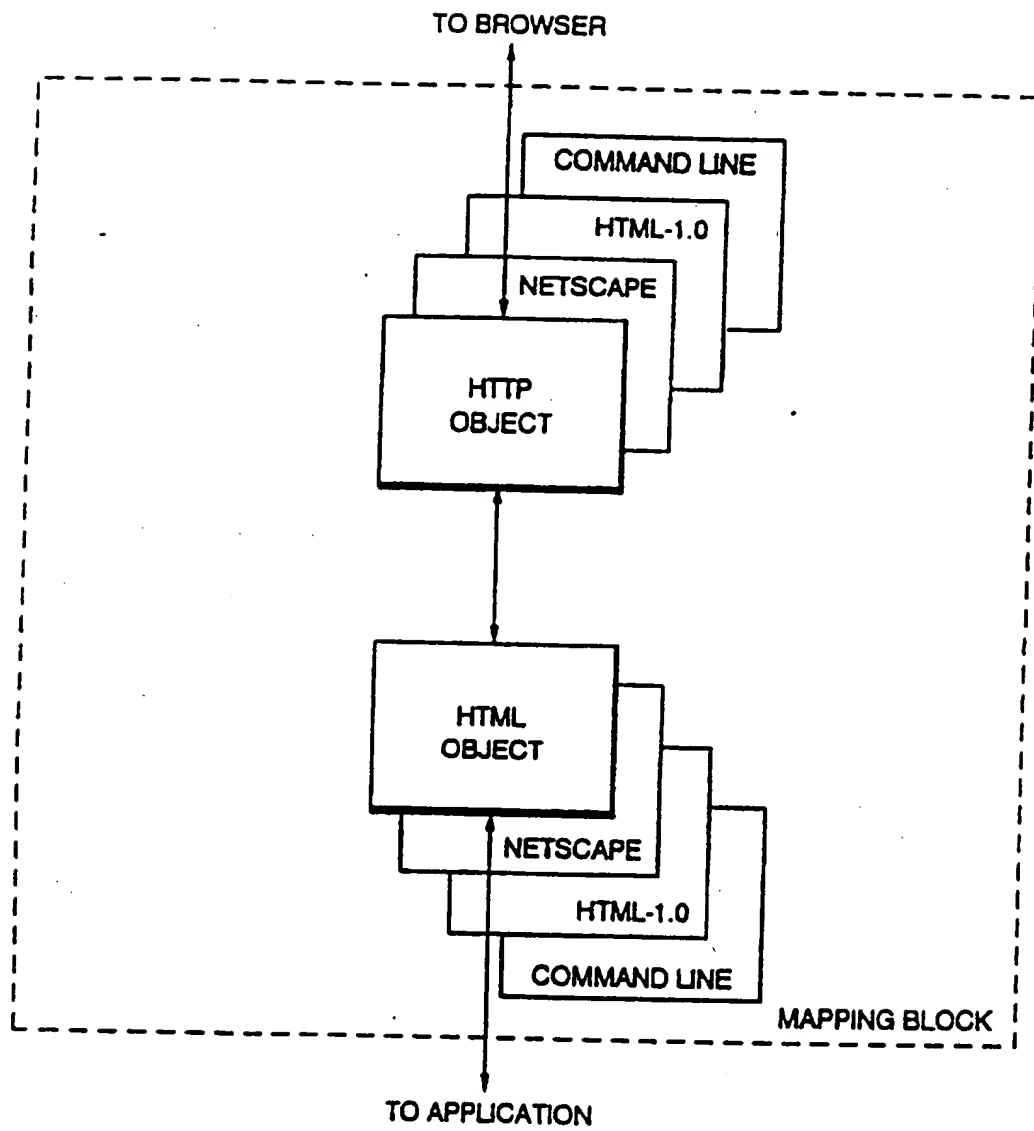 TO BROWSER
COMMAND LINE
HTML-1.0
NETSCAPE
HTTP
OBJECT
HTML
OBJECT
NETSCAPE
HTML-1.0
COMMAND LINE
MAPPING BLOCK
TO APPLICATION